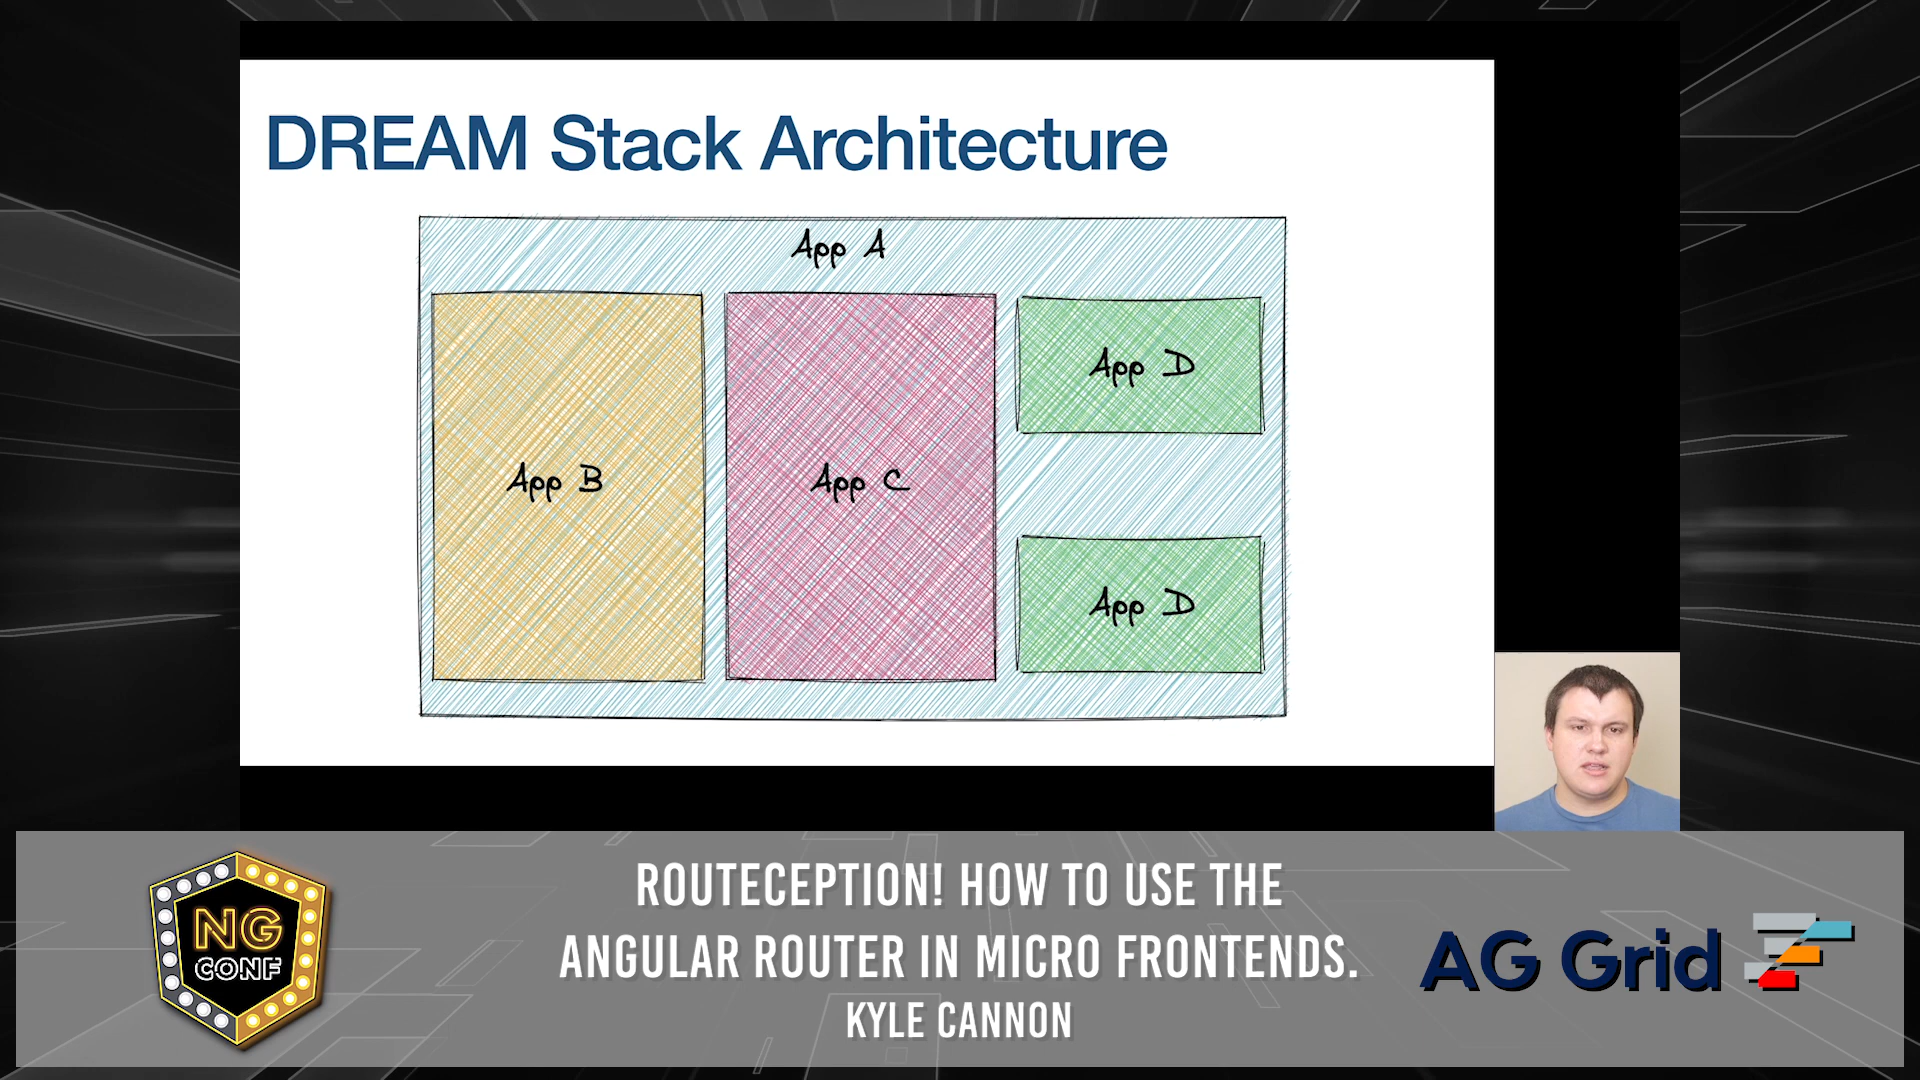 DREAM Stack Architecture
App A
App B
App C
App D
App D
NG
CONF
ROUTECEPTION! HOW TO USE THE
ANGULAR ROUTER IN MICRO FRONTENDS.
KYLE CANNON
AG Grid